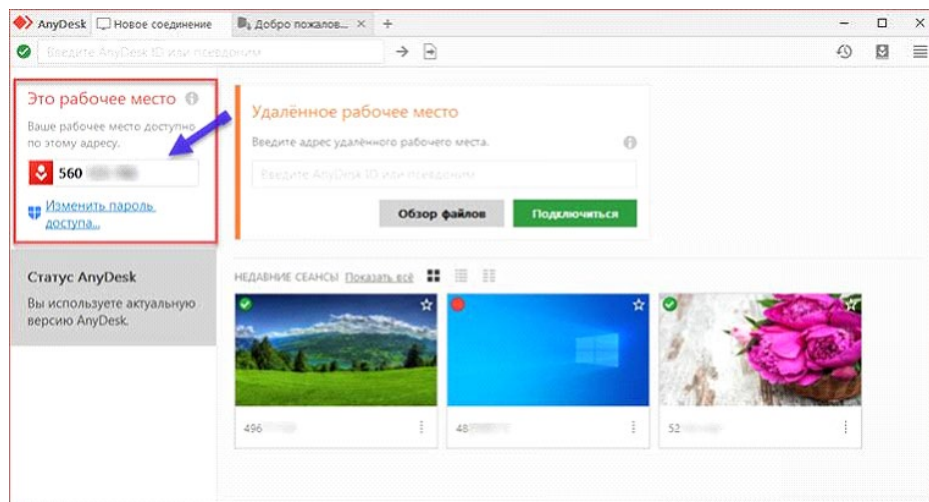 AnyDesk Новое соединение Добро пожалов...
Введите AnyDesk ID или псевдоним
Это рабочее место
Ваше рабочее место доступно
по этому адресу.
560
Изменить пароль
доступа...
Удалённое рабочее место
Введите адрес удалённого рабочего места.
Введите AnyDesk ID или псевдоним
Обзор файлов Подключиться
Статус AnyDesk
Вы используете актуальную
версию AnyDesk.
НЕДАВНИЕ СЕАНСЫ Показать всё
496 48 52